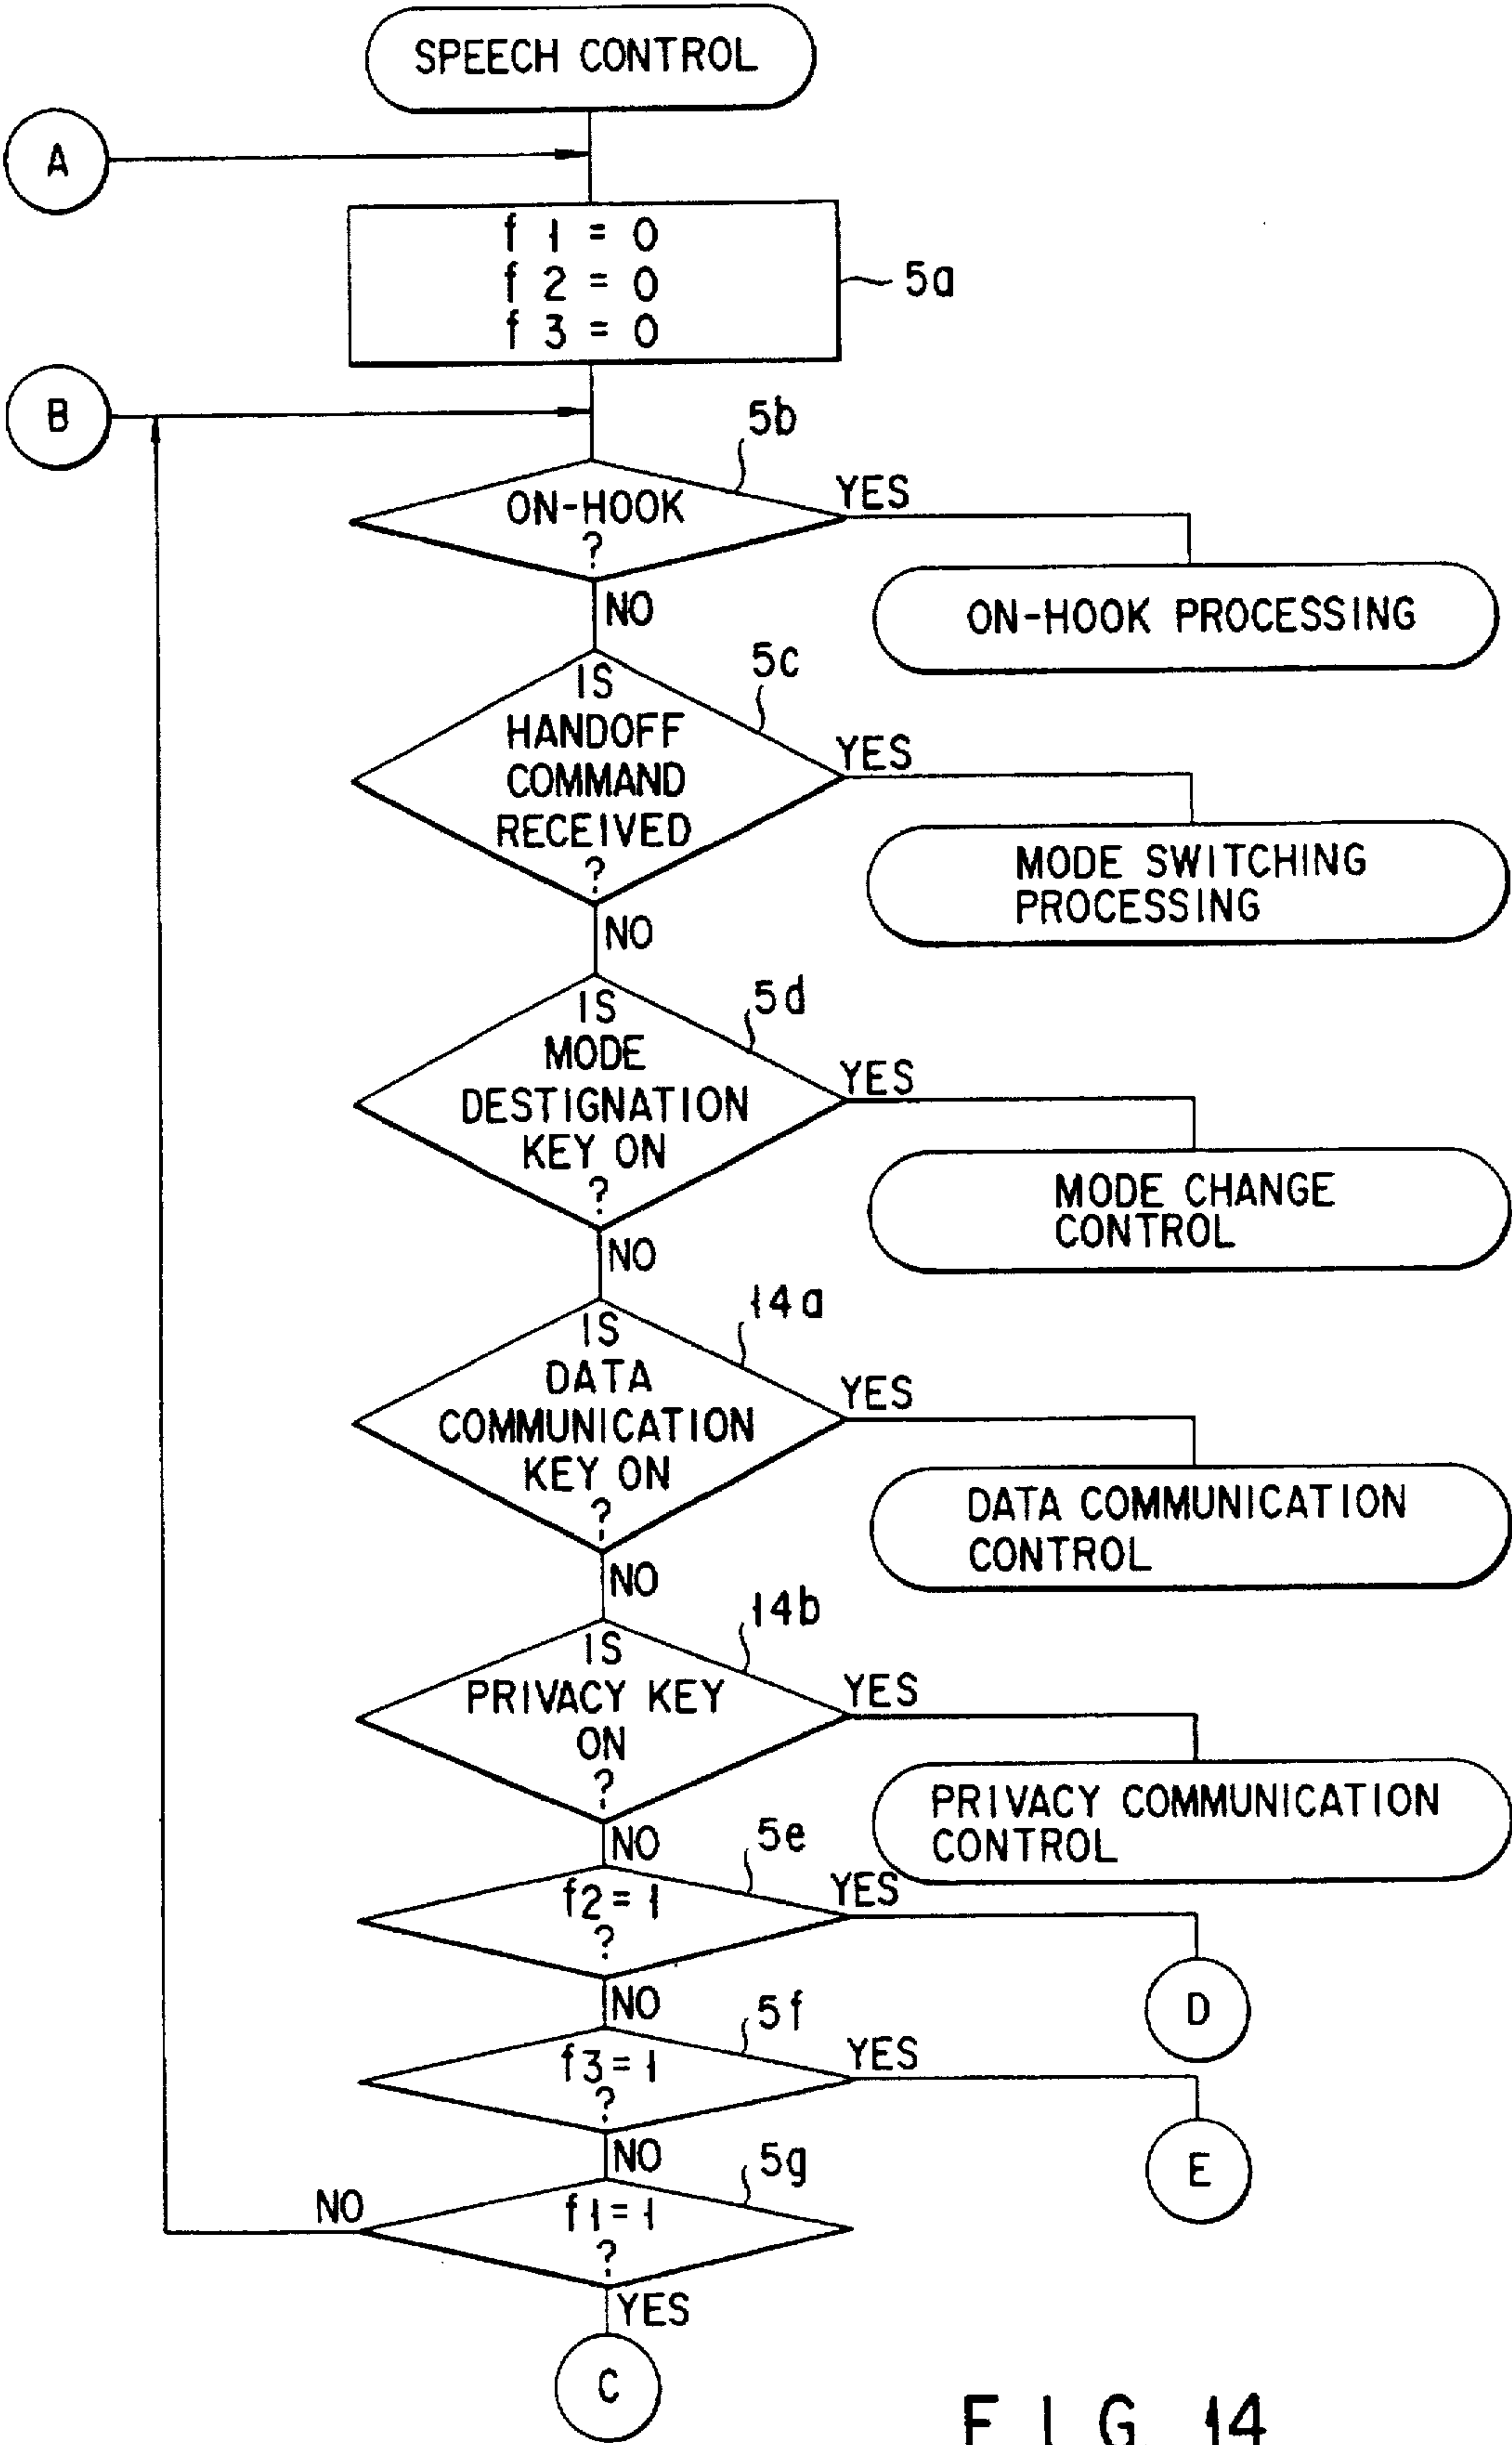 SPEECH CONTROL
A
f 1 = 0
f 2 = 0
f 3 = 0
5a
B
5b
ON-HOOK
?
YES
ON-HOOK PROCESSING
NO
5c
IS
HANDOFF
COMMAND
RECEIVED
?
YES
MODE SWITCHING
PROCESSING
NO
5d
IS
MODE
DESTIGNATION
KEY ON
?
YES
MODE CHANGE
CONTROL
NO
14a
IS
DATA
COMMUNICATION
KEY ON
?
YES
DATA COMMUNICATION
CONTROL
NO
14b
IS
PRIVACY KEY
ON
?
YES
PRIVACY COMMUNICATION
CONTROL
NO
5e
f2=1
?
YES
D
NO
5f
f3=1
?
YES
E
NO
5g
f1=1
?
NO
YES
C
FIG. 14